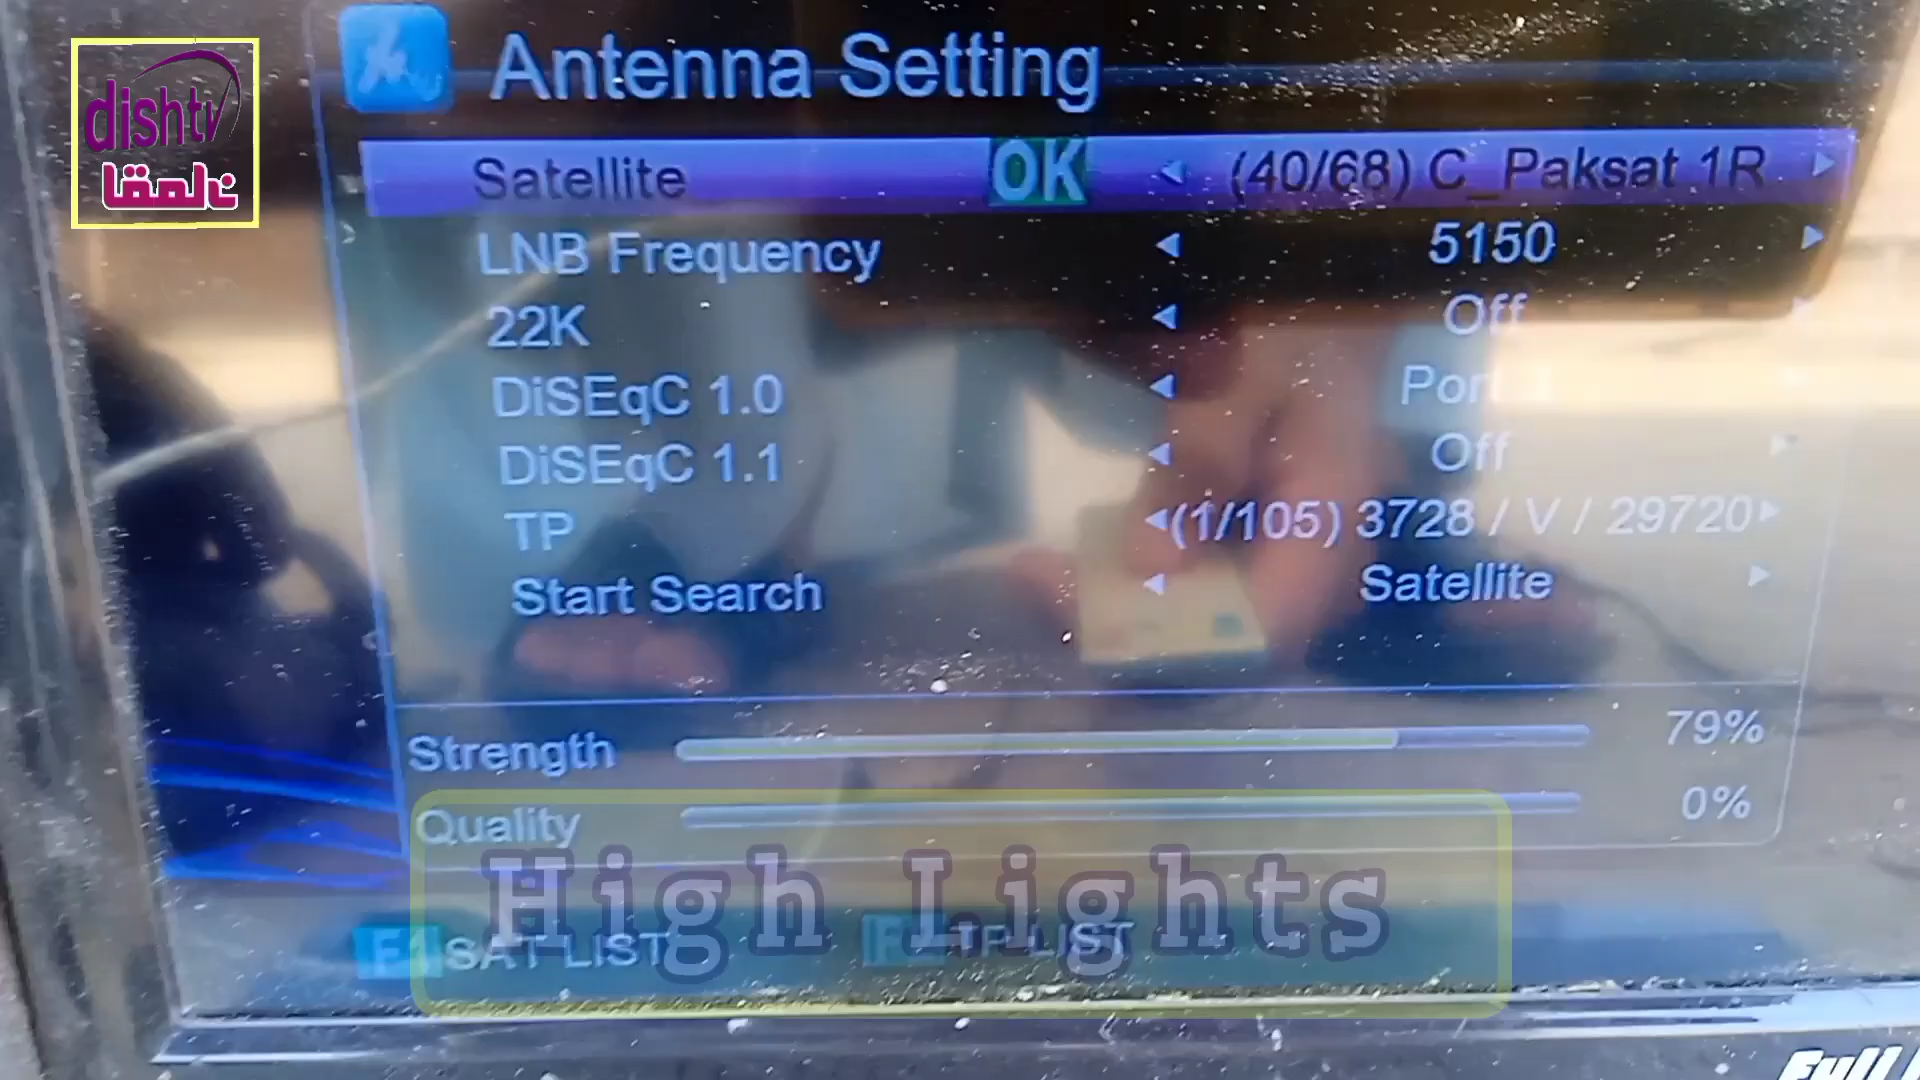 dishtv
Antenna Setting
Satellite OK (40/68) C_Paksat 1R
LNB Frequency 5150
22K Off
DiSEqC 1.0
DiSEqC 1.1 Off
TP (1/105) 3728 / V / 29720
Start Search Satellite
Strength 79%
Quality 0%
High Lights
F1 SAT LIST TP LIST